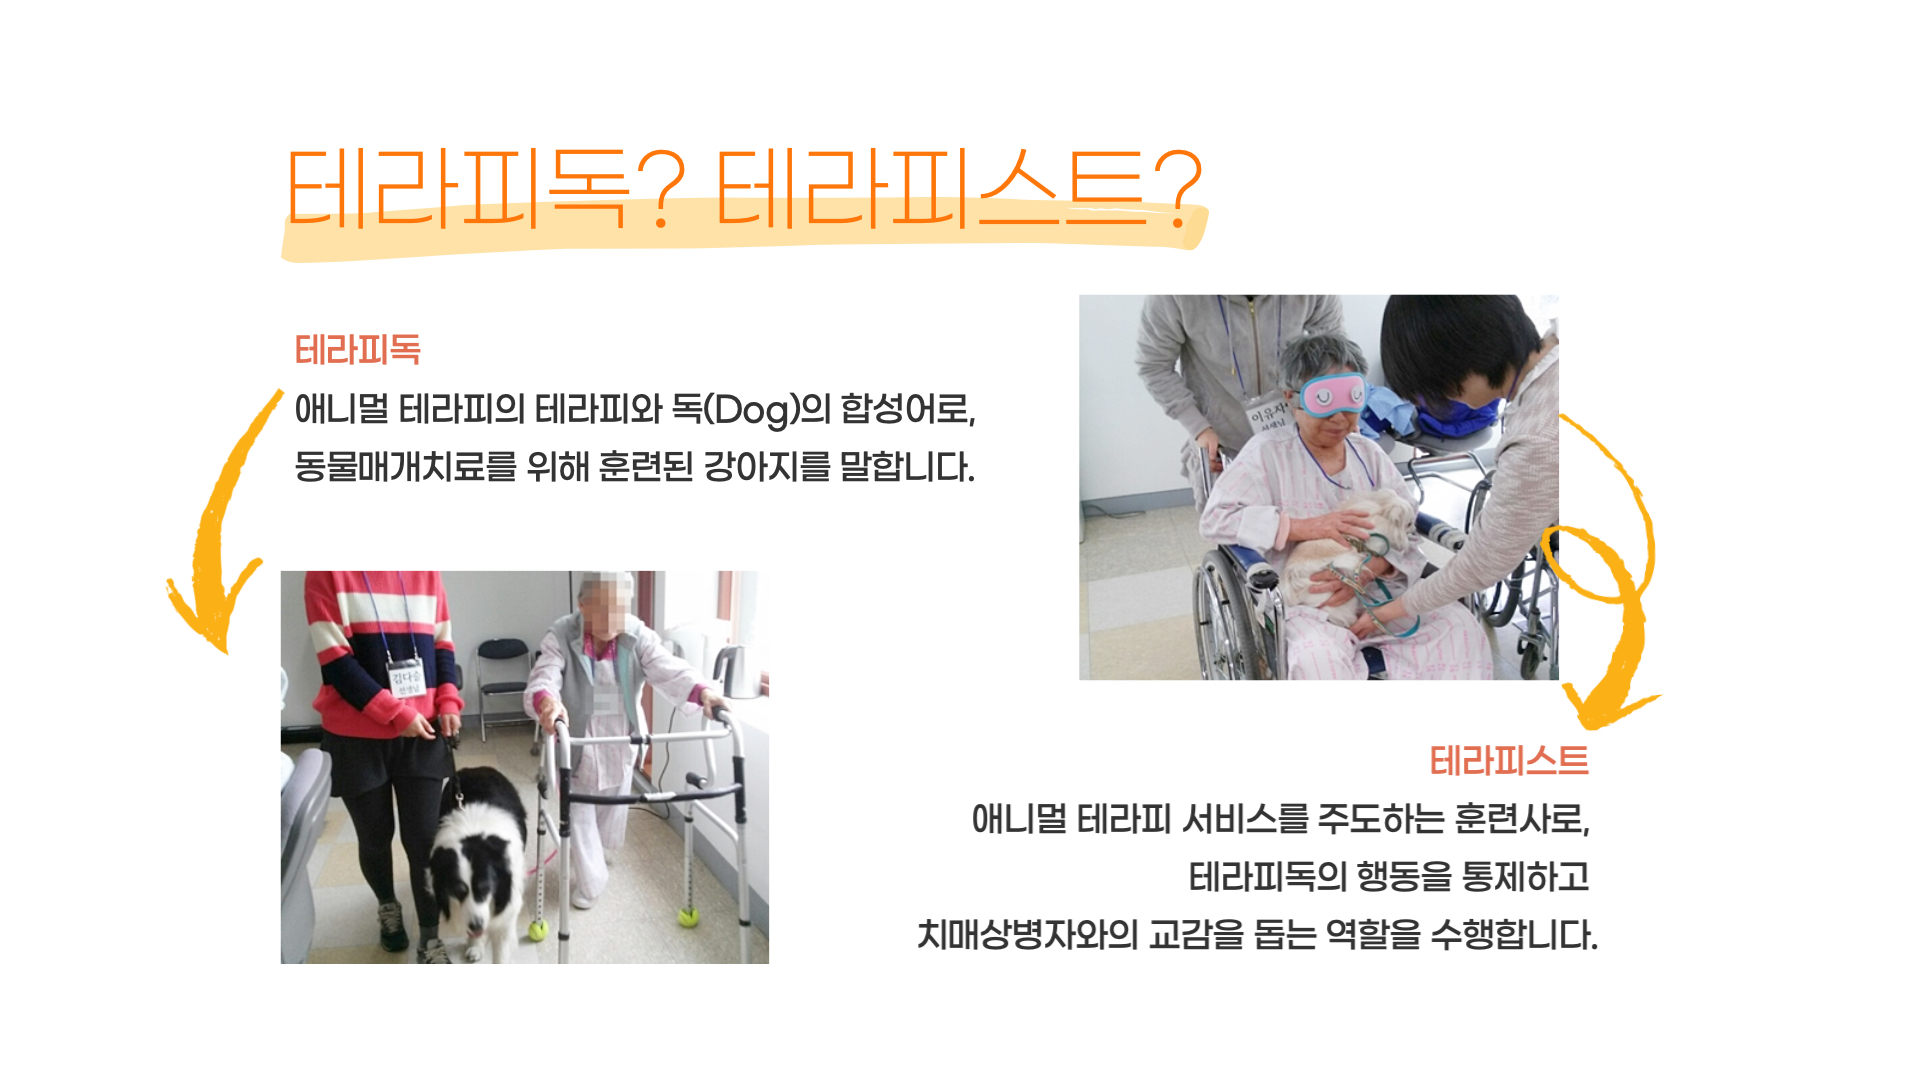 테라피독? 테라피스트?
테라피독
애니멀 테라피의 테라피와 독(Dog)의 합성어로,
동물매개치료를 위해 훈련된 강아지를 말합니다.
이유자
선생님
김다솔
선생님
테라피스트
애니멀 테라피 서비스를 주도하는 훈련사로,
테라피독의 행동을 통제하고
치매상병자와의 교감을 돕는 역할을 수행합니다.